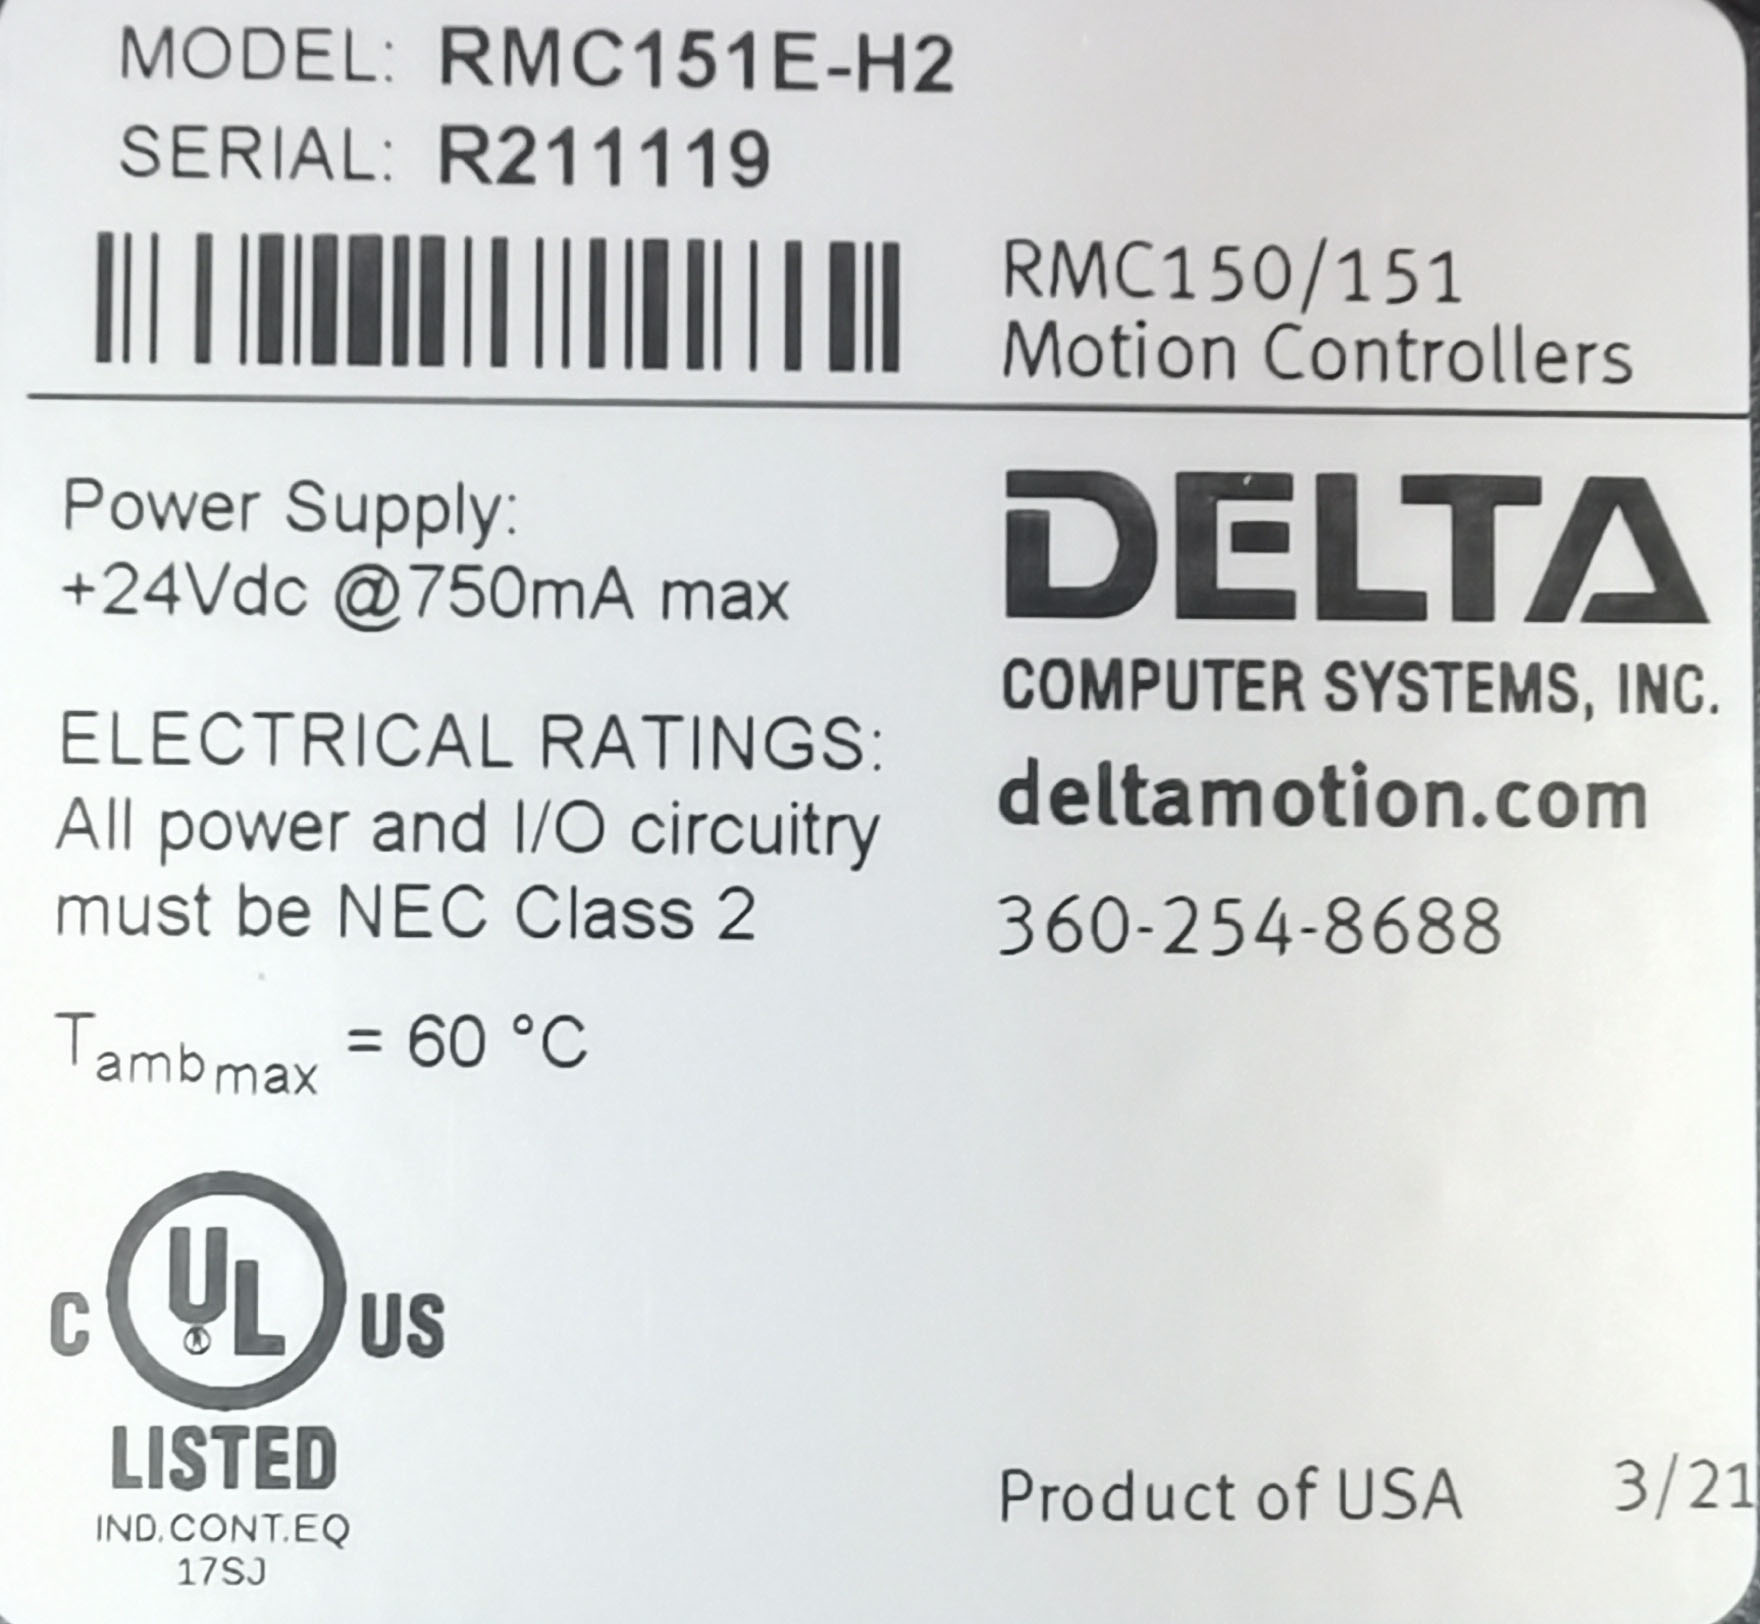 MODEL: RMC151E-H2
SERIAL: R211119
RMC150/151
Motion Controllers
Power Supply:
+24Vdc @750mA max
ELECTRICAL RATINGS:
All power and I/O circuitry
must be NEC Class 2
Tambmax = 60 °C
C UL® US
LISTED
IND.CONT.EQ
17SJ
DELTA
COMPUTER SYSTEMS, INC.
deltamotion.com
360-254-8688
Product of USA 3/21